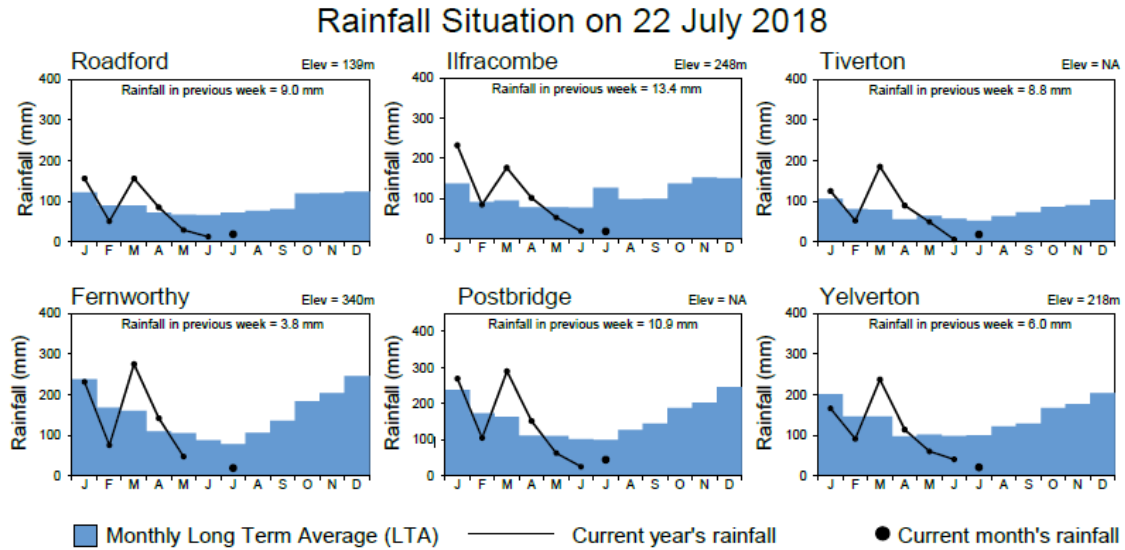 Rainfall Situation on 22 July 2018
Roadford Elev = 139m
Rainfall in previous week = 9.0 mm
Rainfall (mm)
400
300
200
100
0
J F M A M J J A S O N D
Ilfracombe Elev = 248m
Rainfall in previous week = 13.4 mm
Rainfall (mm)
400
300
200
100
0
J F M A M J J A S O N D
Tiverton Elev = NA
Rainfall in previous week = 8.8 mm
Rainfall (mm)
400
300
200
100
0
J F M A M J J A S O N D
Fernworthy Elev = 340m
Rainfall in previous week = 3.8 mm
Rainfall (mm)
400
300
200
100
0
J F M A M J J A S O N D
Postbridge Elev = NA
Rainfall in previous week = 10.9 mm
Rainfall (mm)
400
300
200
100
0
J F M A M J J A S O N D
Yelverton Elev = 218m
Rainfall in previous week = 6.0 mm
Rainfall (mm)
400
300
200
100
0
J F M A M J J A S O N D
Monthly Long Term Average (LTA) Current year's rainfall Current month's rainfall